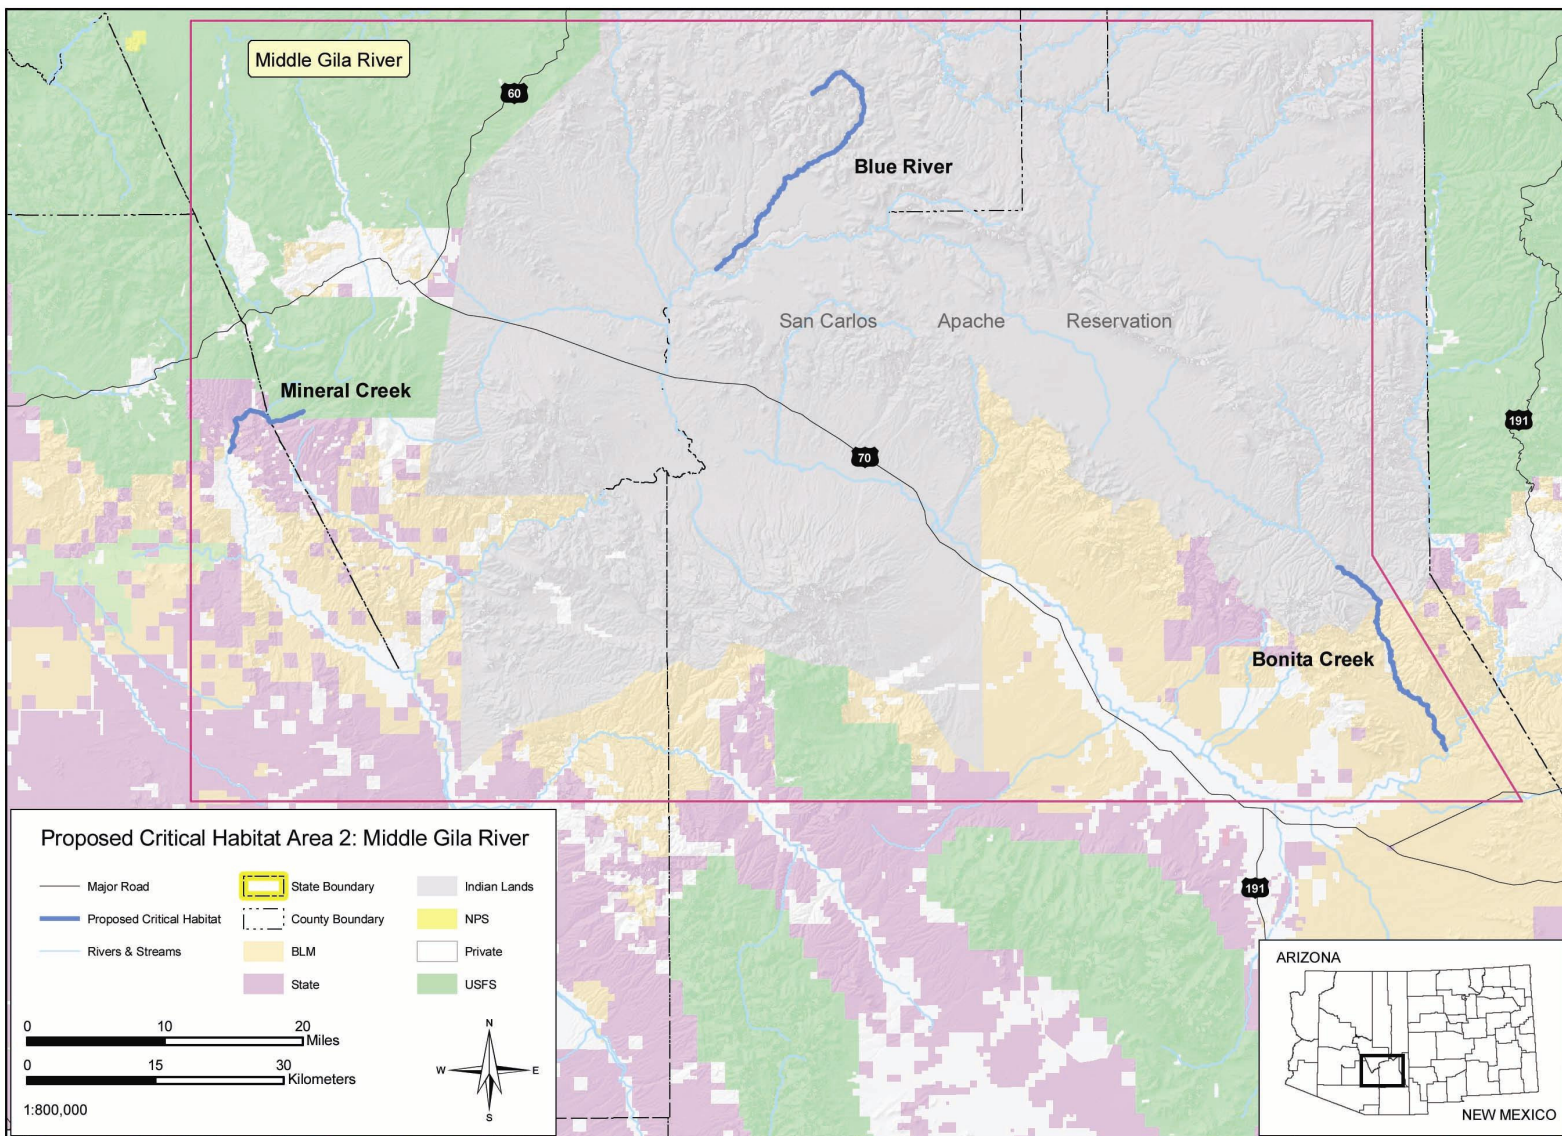 Middle Gila River
60
Blue River
San Carlos Apache Reservation
Mineral Creek
191
70
Bonita Creek
191
Proposed Critical Habitat Area 2: Middle Gila River
Major Road
Proposed Critical Habitat
Rivers & Streams
State Boundary
County Boundary
BLM
State
Indian Lands
NPS
Private
USFS
0 10 20
Miles
0 15 30
Kilometers
1:800,000
N
W E
S
ARIZONA
NEW MEXICO